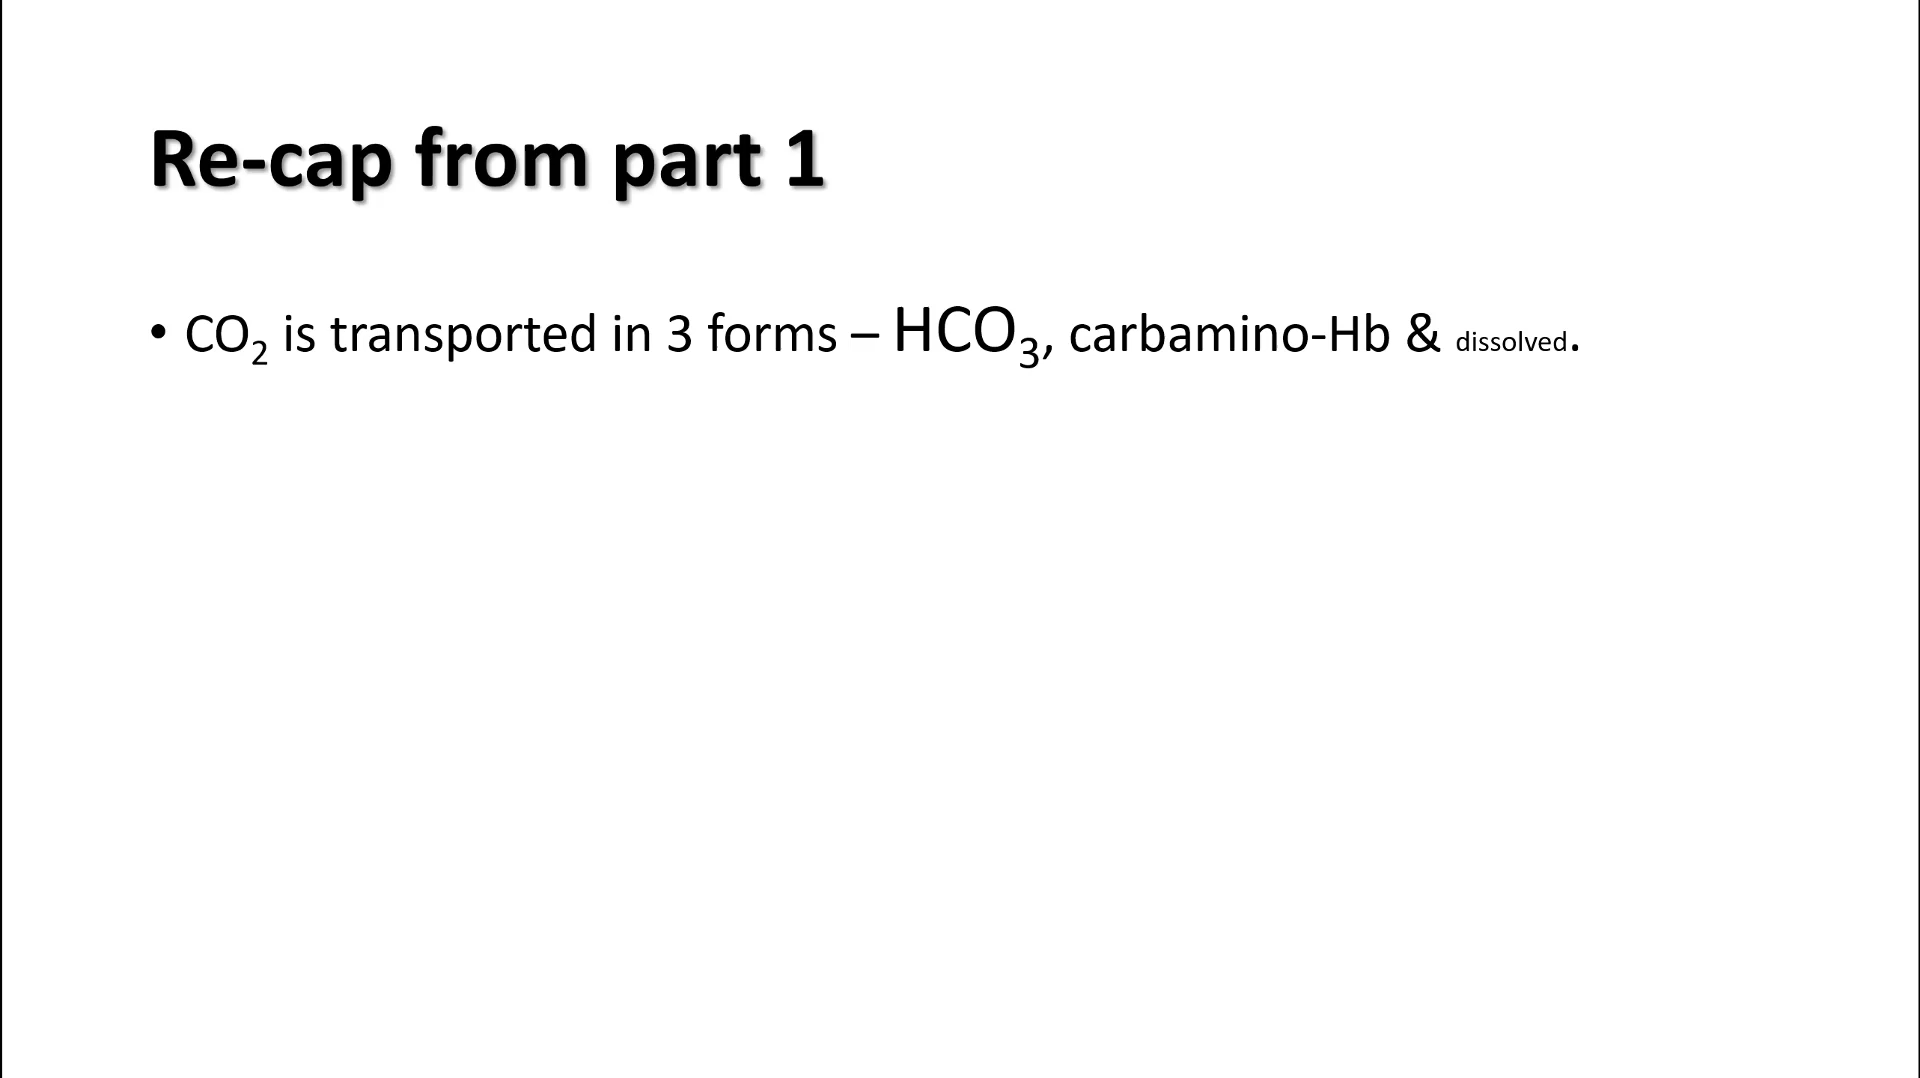 Re-cap from part 1
• CO₂ is transported in 3 forms – HCO₃, carbamino-Hb & dissolved.